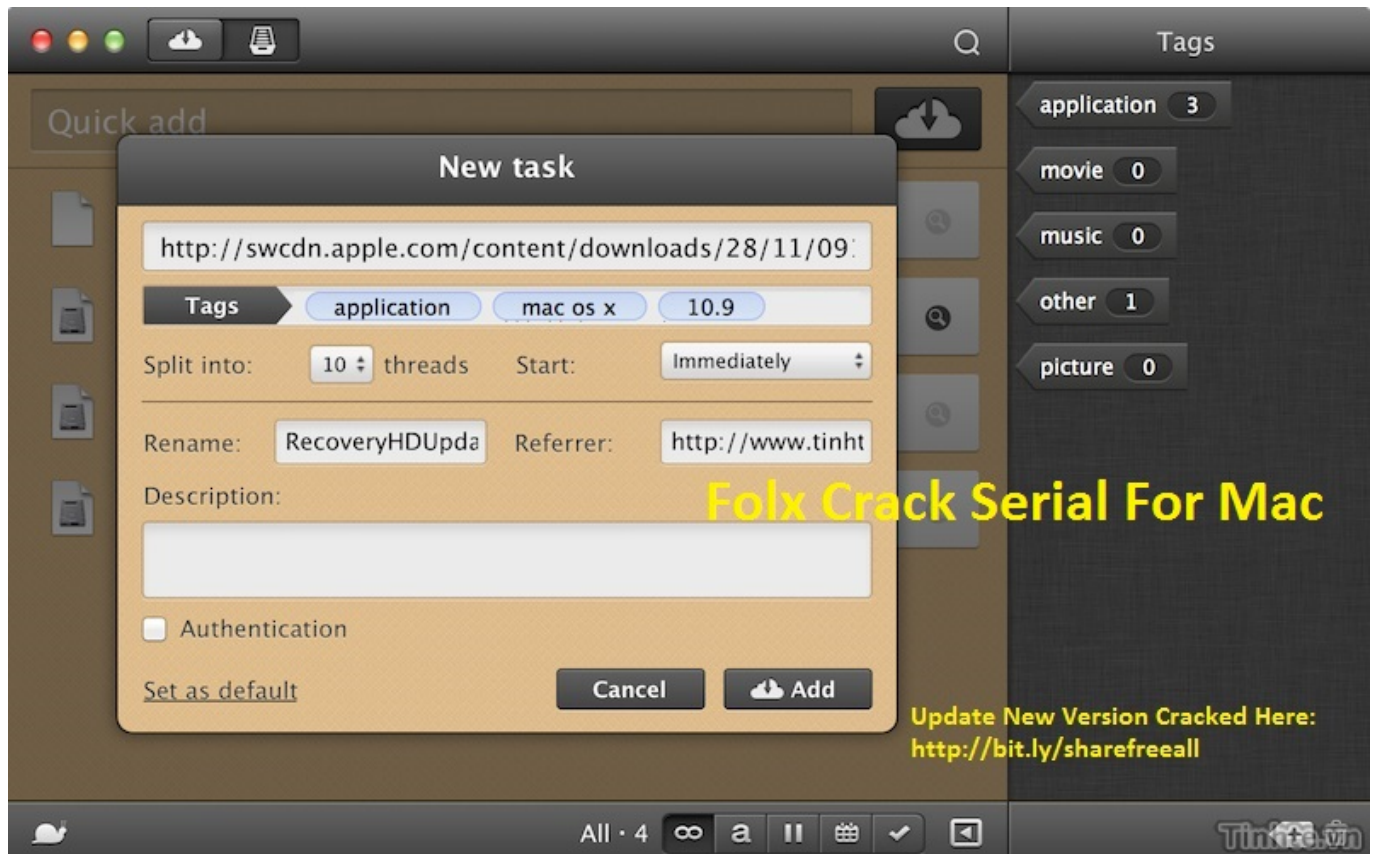 Tags
Quick add
application 3
New task
movie 0
music 0
http://swcdn.apple.com/content/downloads/28/11/09
Tags application mac os x 10.9
other 1
Split into: 10 threads Start: Immediately
picture 0
Rename: RecoveryHDUpda Referrer: http://www.tinht
Description:
Folx Crack Serial For Mac
Authentication
Set as default Cancel Add
Update New Version Cracked Here:
http://bit.ly/sharefreeall
All · 4 a
Tinhte.vn